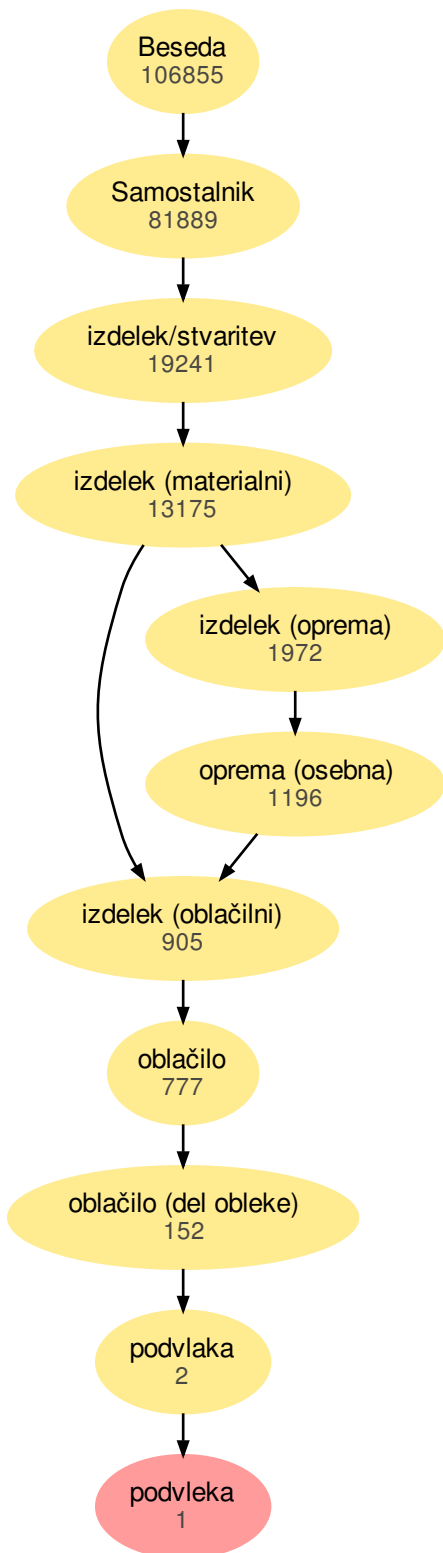 Beseda
106855
Samostalnik
81889
izdelek/stvaritev
19241
izdelek (materialni)
13175
izdelek (oprema)
1972
oprema (osebna)
1196
izdelek (oblačilni)
905
oblačilo
777
oblačilo (del obleke)
152
podvlaka
2
podvleka
1